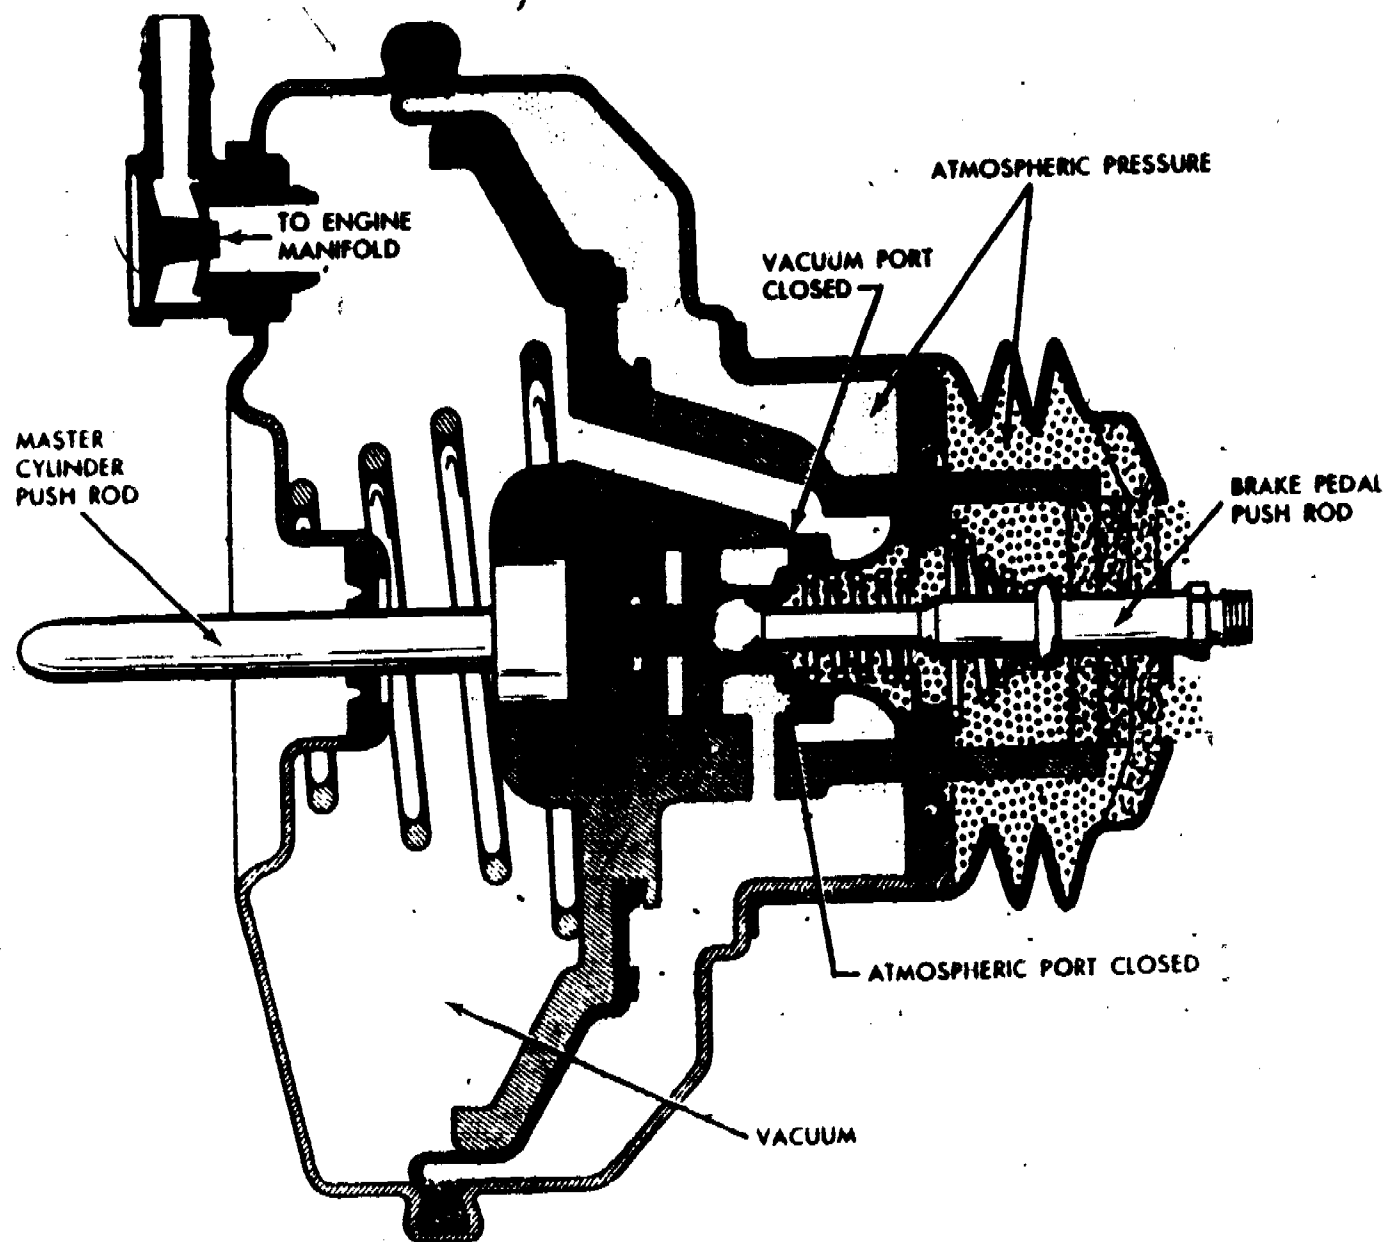 ATMOSPHERIC PRESSURE
TO ENGINE
MANIFOLD
VACUUM PORT
CLOSED
MASTER
CYLINDER
PUSH ROD
BRAKE PEDAL
PUSH ROD
ATMOSPHERIC PORT CLOSED
VACUUM